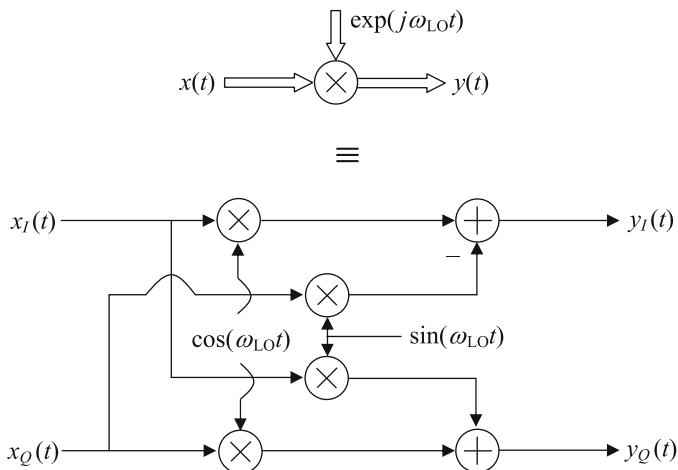 exp(jω_LO t)
x(t) y(t)
≡
x_I(t) y_I(t)
−
cos(ω_LO t) sin(ω_LO t)
x_Q(t) y_Q(t)